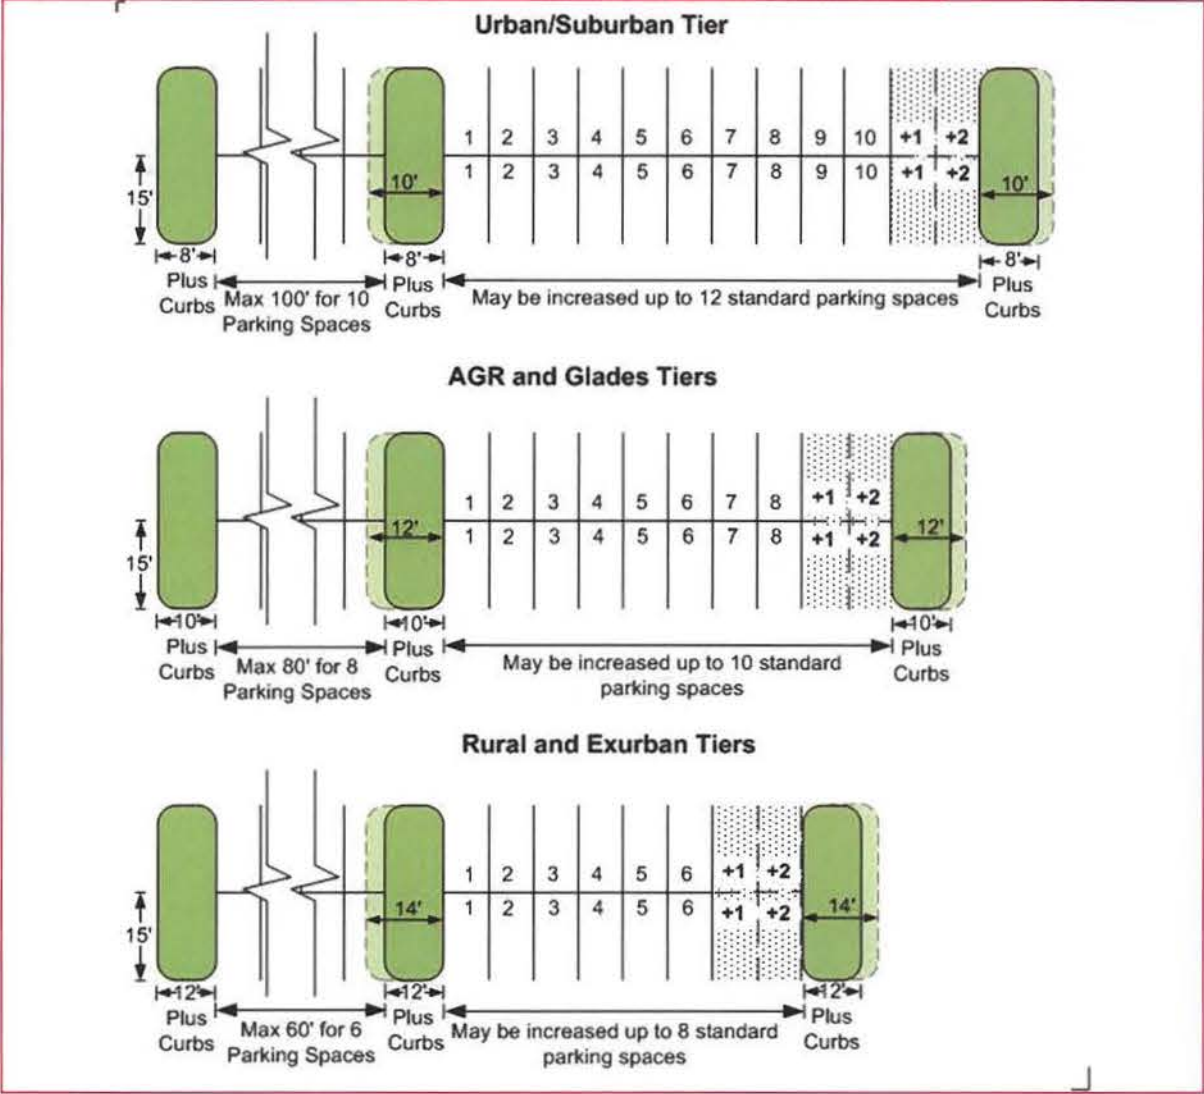 Urban/Suburban Tier
1 2 3 4 5 6 7 8 9 10 +1 +2
1 2 3 4 5 6 7 8 9 10 +1 +2
15'
10'
10'
8'
8'
8'
Plus
Curbs
Max 100' for 10
Parking Spaces
Plus
Curbs
May be increased up to 12 standard parking spaces
Plus
Curbs
AGR and Glades Tiers
1 2 3 4 5 6 7 8 +1 +2
1 2 3 4 5 6 7 8 +1 +2
15'
12'
12'
10'
10'
10'
Plus
Curbs
Max 80' for 8
Parking Spaces
Plus
Curbs
May be increased up to 10 standard
parking spaces
Plus
Curbs
Rural and Exurban Tiers
1 2 3 4 5 6 +1 +2
1 2 3 4 5 6 +1 +2
15'
14'
14'
12'
12'
12'
Plus
Curbs
Max 60' for 6
Parking Spaces
Plus
Curbs
May be increased up to 8 standard
parking spaces
Plus
Curbs